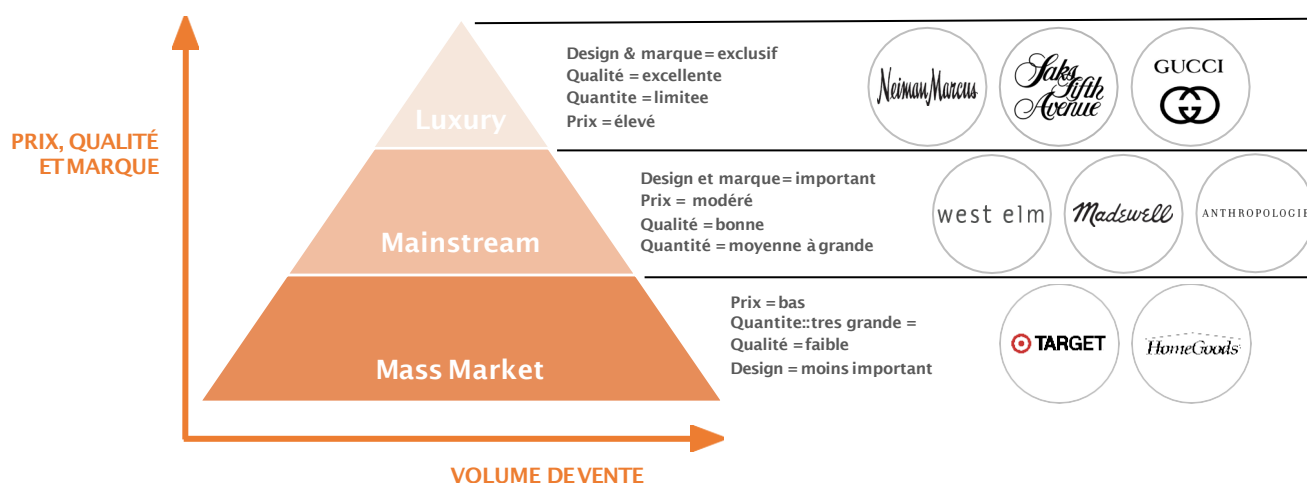 PRIX, QUALITÉ
ET MARQUE
Luxury
Design & marque = exclusif
Qualité = excellente
Quantite = limitee
Prix = élevé
Neiman Marcus
Saks
Fifth
Avenue
GUCCI
Mainstream
Design et marque = important
Prix = modéré
Qualité = bonne
Quantité = moyenne à grande
west elm
Madewell
ANTHROPOLOGIE
Mass Market
Prix = bas
Quantite::tres grande =
Qualité = faible
Design = moins important
TARGET
HomeGoods
VOLUME DE VENTE